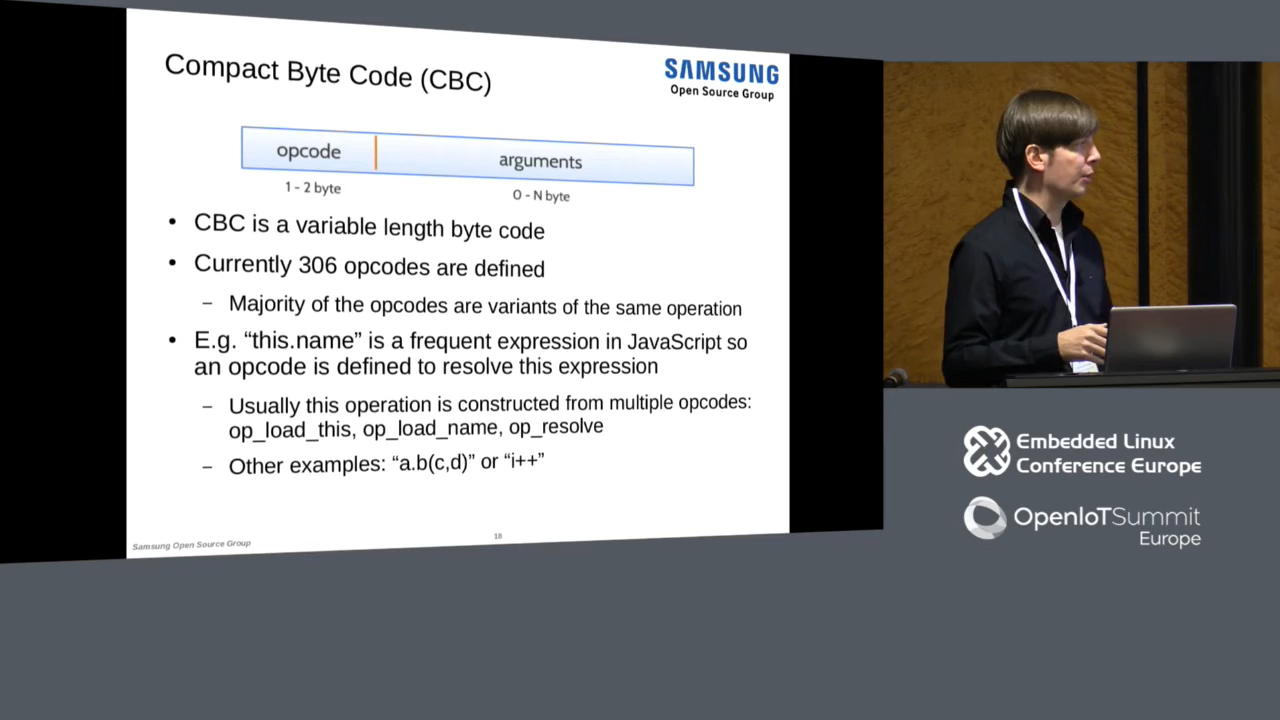 Compact Byte Code (CBC)
SAMSUNG
Open Source Group
opcode
arguments
1 - 2 byte
0 - N byte
• CBC is a variable length byte code
• Currently 306 opcodes are defined
– Majority of the opcodes are variants of the same operation
• E.g. “this.name” is a frequent expression in JavaScript so
an opcode is defined to resolve this expression
– Usually this operation is constructed from multiple opcodes:
op_load_this, op_load_name, op_resolve
– Other examples: “a.b(c,d)” or “i++”
Samsung Open Source Group
18
Embedded Linux
Conference Europe
OpenIoTSummit
Europe